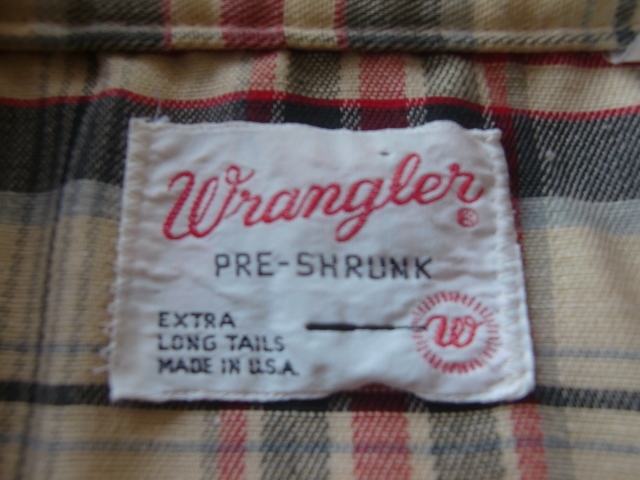 Wrangler®
PRE-SHRUNK
EXTRA
LONG TAILS
MADE IN U.S.A.
W